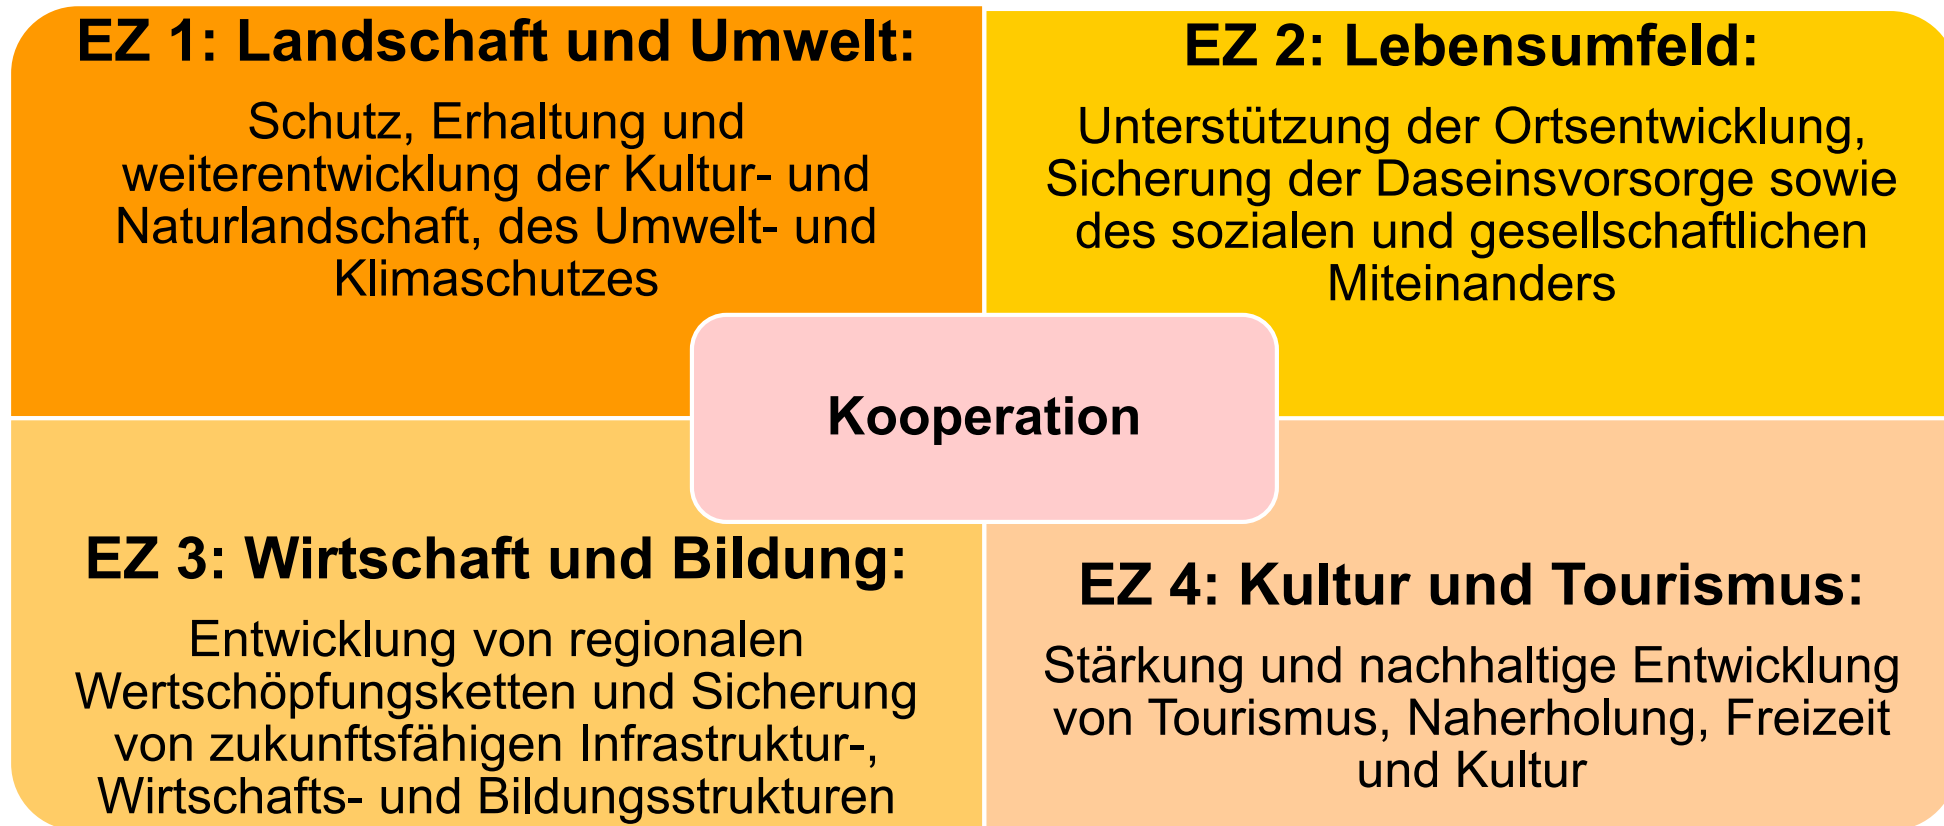 EZ 1: Landschaft und Umwelt:
Schutz, Erhaltung und
weiterentwicklung der Kultur- und
Naturlandschaft, des Umwelt- und
Klimaschutzes
EZ 2: Lebensumfeld:
Unterstützung der Ortsentwicklung,
Sicherung der Daseinsvorsorge sowie
des sozialen und gesellschaftlichen
Miteinanders
Kooperation
EZ 3: Wirtschaft und Bildung:
Entwicklung von regionalen
Wertschöpfungsketten und Sicherung
von zukunftsfähigen Infrastruktur-,
Wirtschafts- und Bildungsstrukturen
EZ 4: Kultur und Tourismus:
Stärkung und nachhaltige Entwicklung
von Tourismus, Naherholung, Freizeit
und Kultur